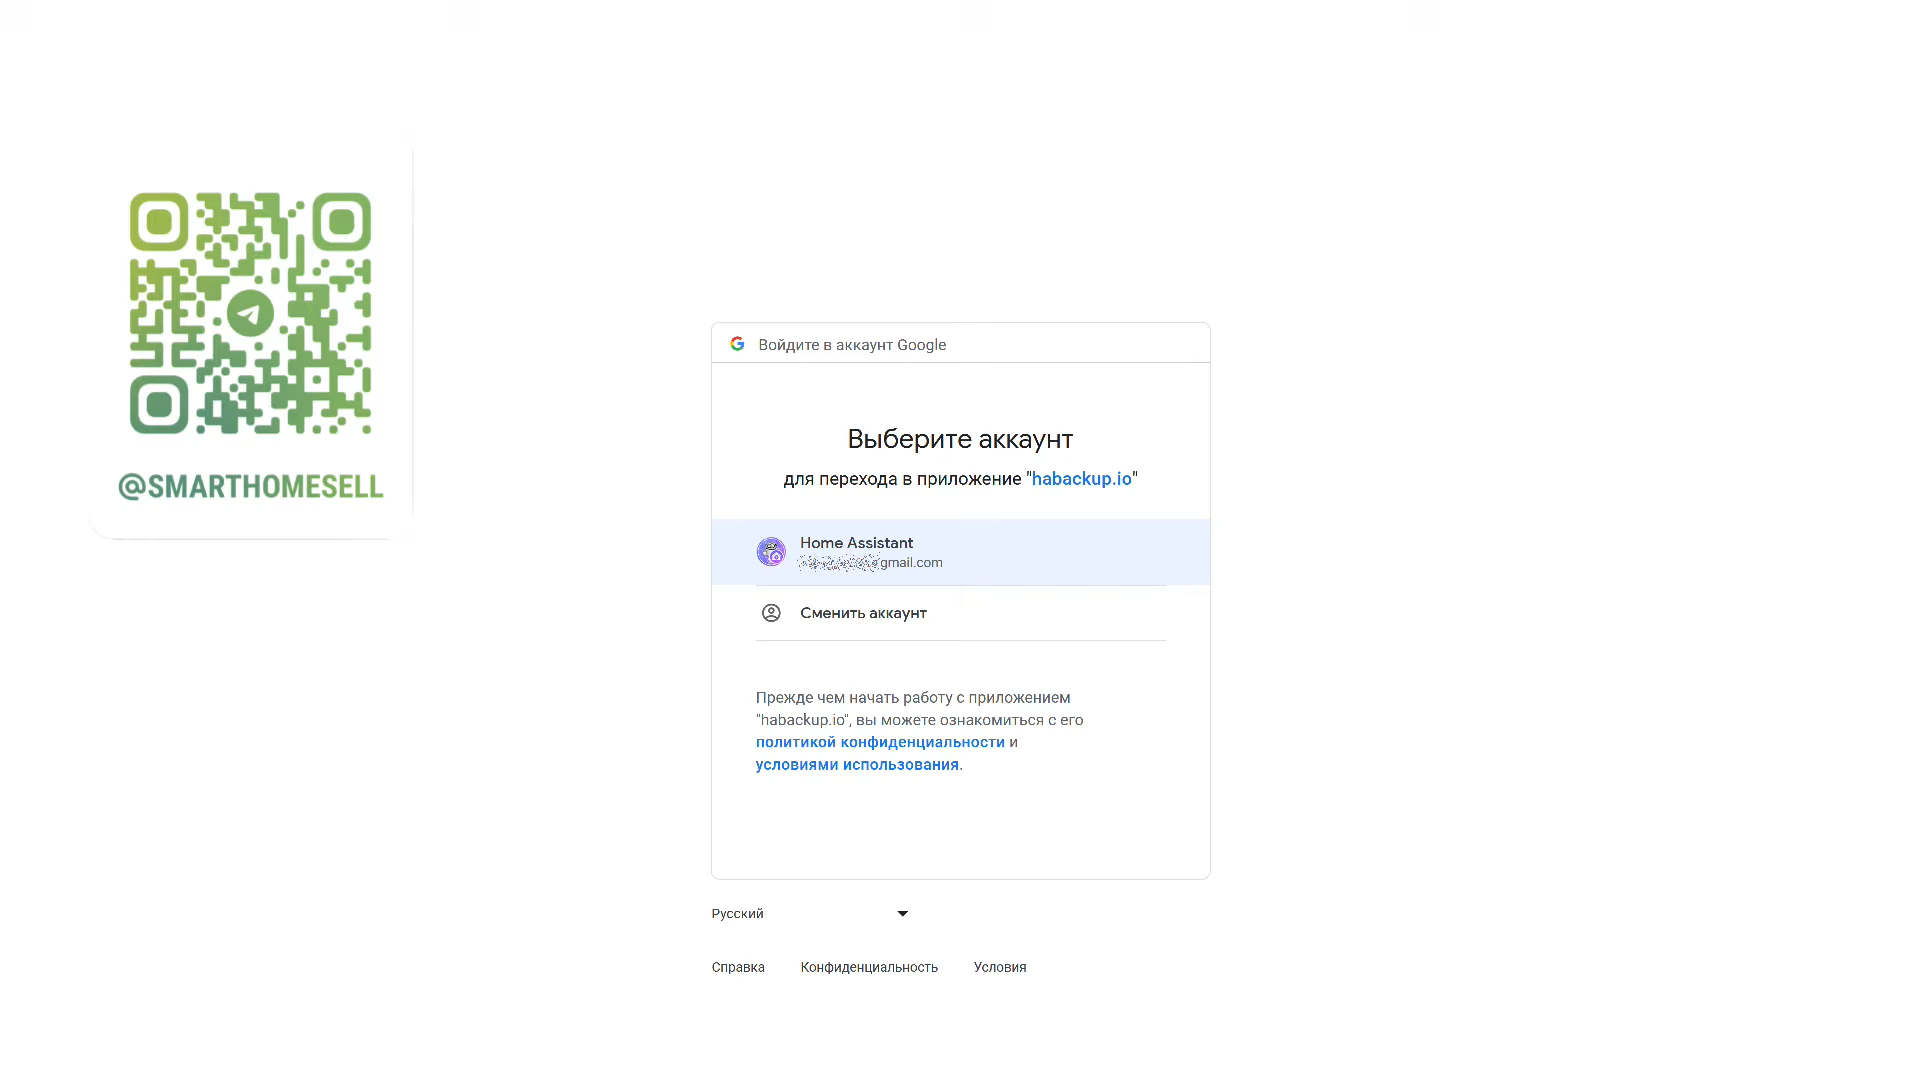 @SMARTHOMESELL
Войдите в аккаунт Google
Выберите аккаунт
для перехода в приложение "habackup.io"
Home Assistant
gmail.com
Сменить аккаунт
Прежде чем начать работу с приложением
"habackup.io", вы можете ознакомиться с его
политикой конфиденциальности и
условиями использования.
Русский
Справка Конфиденциальность Условия